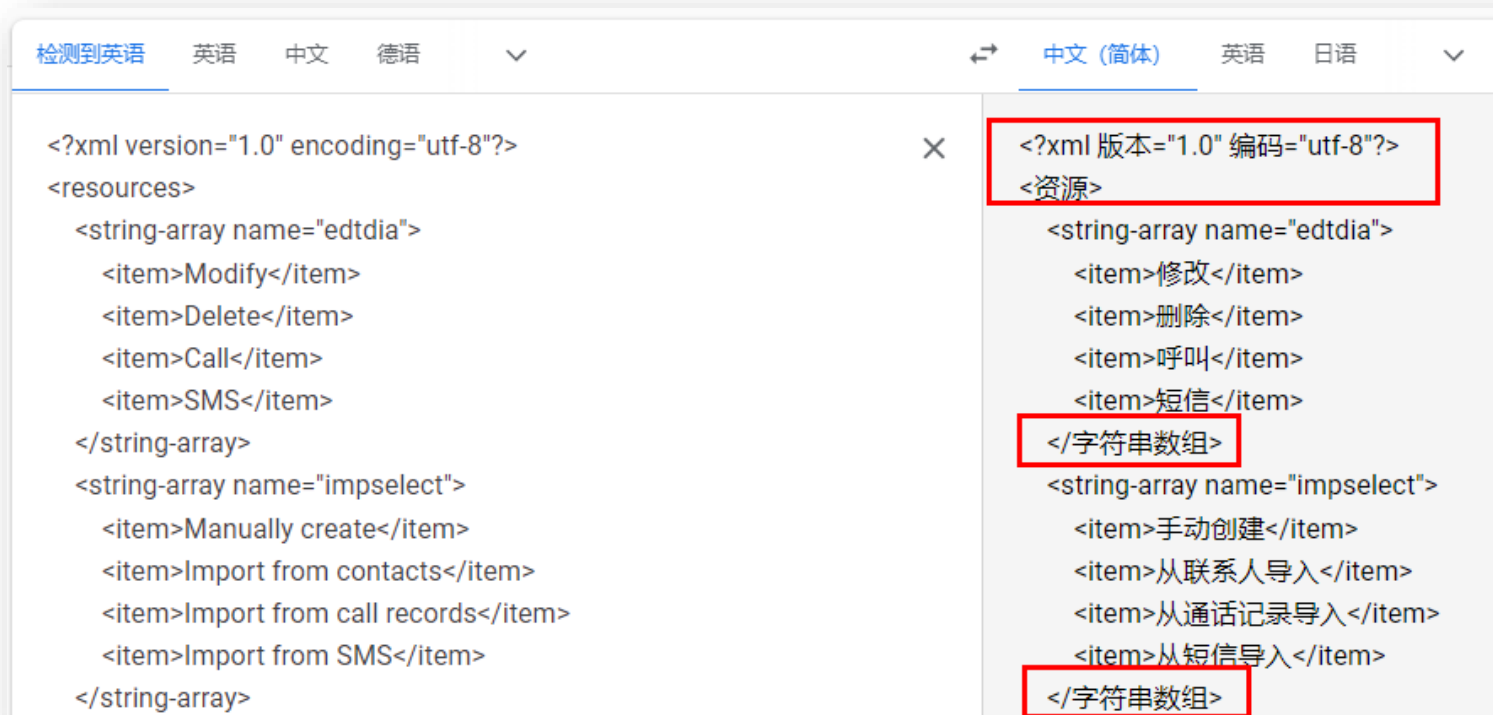 检测到英语 英语 中文 德语 中文（简体） 英语 日语
<?xml version="1.0" encoding="utf-8"?>
<resources>
<string-array name="edtdia">
<item>Modify</item>
<item>Delete</item>
<item>Call</item>
<item>SMS</item>
</string-array>
<string-array name="impselect">
<item>Manually create</item>
<item>Import from contacts</item>
<item>Import from call records</item>
<item>Import from SMS</item>
</string-array>
<?xml 版本="1.0" 编码="utf-8"?>
<资源>
<string-array name="edtdia">
<item>修改</item>
<item>删除</item>
<item>呼叫</item>
<item>短信</item>
</字符串数组>
<string-array name="impselect">
<item>手动创建</item>
<item>从联系人导入</item>
<item>从通话记录导入</item>
<item>从短信导入</item>
</字符串数组>